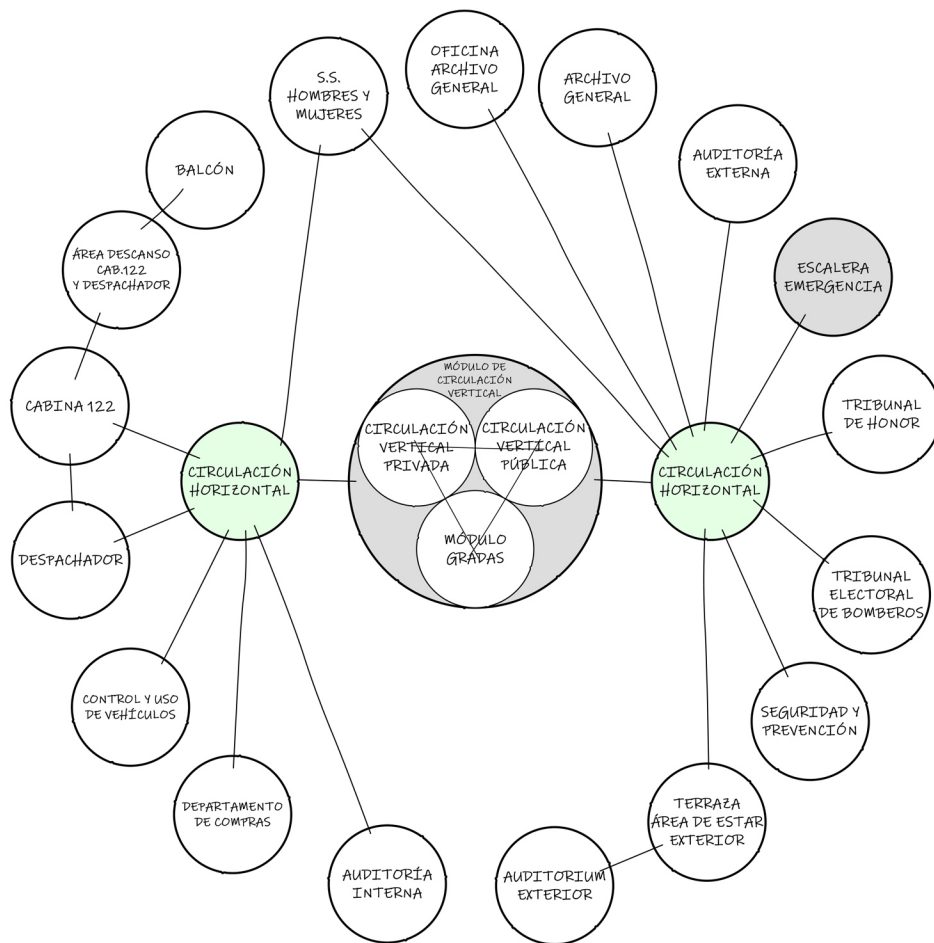 S.S.
HOMBRES Y
MUJERES
OFICINA
ARCHIVO
GENERAL
ARCHIVO
GENERAL
AUDITORÍA
EXTERNA
BALCÓN
ÁREA DESCANSO
CAB.122
Y DESPACHADOR
ESCALERA
EMERGENCIA
CABINA 122
MÓDULO DE
CIRCULACIÓN
VERTICAL
TRIBUNAL
DE HONOR
CIRCULACIÓN
HORIZONTAL
CIRCULACIÓN
VERTICAL
PRIVADA
CIRCULACIÓN
VERTICAL
PÚBLICA
CIRCULACIÓN
HORIZONTAL
DESPACHADOR
MÓDULO
GRADAS
TRIBUNAL
ELECTORAL
DE BOMBEROS
CONTROL Y USO
DE VEHÍCULOS
SEGURIDAD Y
PREVENCIÓN
DEPARTAMENTO
DE COMPRAS
TERRAZA
ÁREA DE ESTAR
EXTERIOR
AUDITORÍA
INTERNA
AUDITORIUM
EXTERIOR